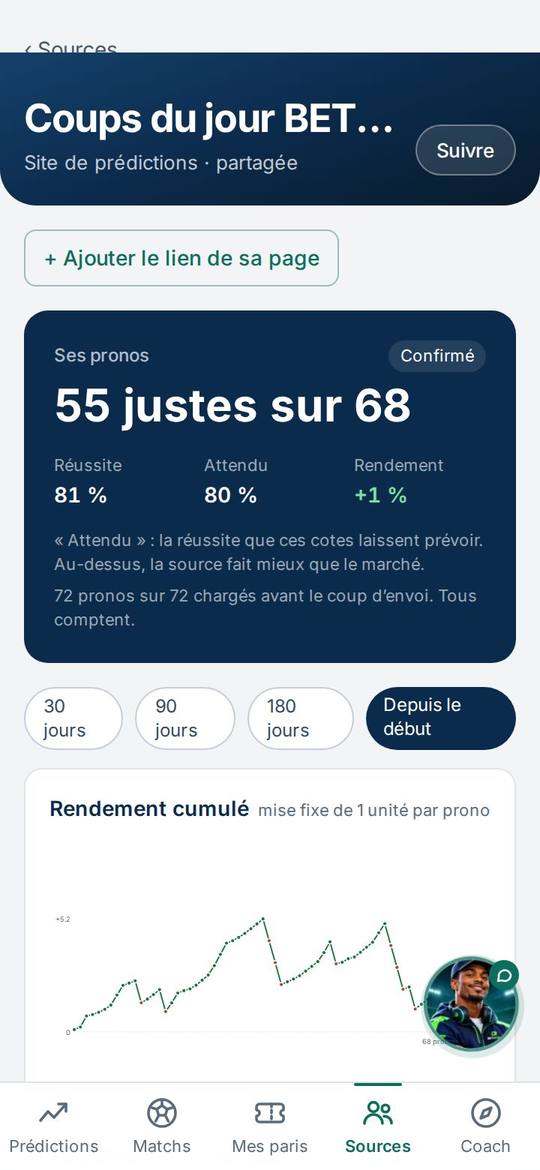 ‹ Sources
Coups du jour BET...
Site de prédictions · partagée
Suivre
+ Ajouter le lien de sa page
Ses pronos
Confirmé
55 justes sur 68
Réussite Attendu Rendement
81 % 80 % +1 %
« Attendu » : la réussite que ces cotes laissent prévoir.
Au-dessus, la source fait mieux que le marché.
72 pronos sur 72 chargés avant le coup d’envoi. Tous
comptent.
30
jours
90
jours
180
jours
Depuis le
début
Rendement cumulé mise fixe de 1 unité par prono
+5.2
0
68
Prédictions Matchs Mes paris Sources Coach